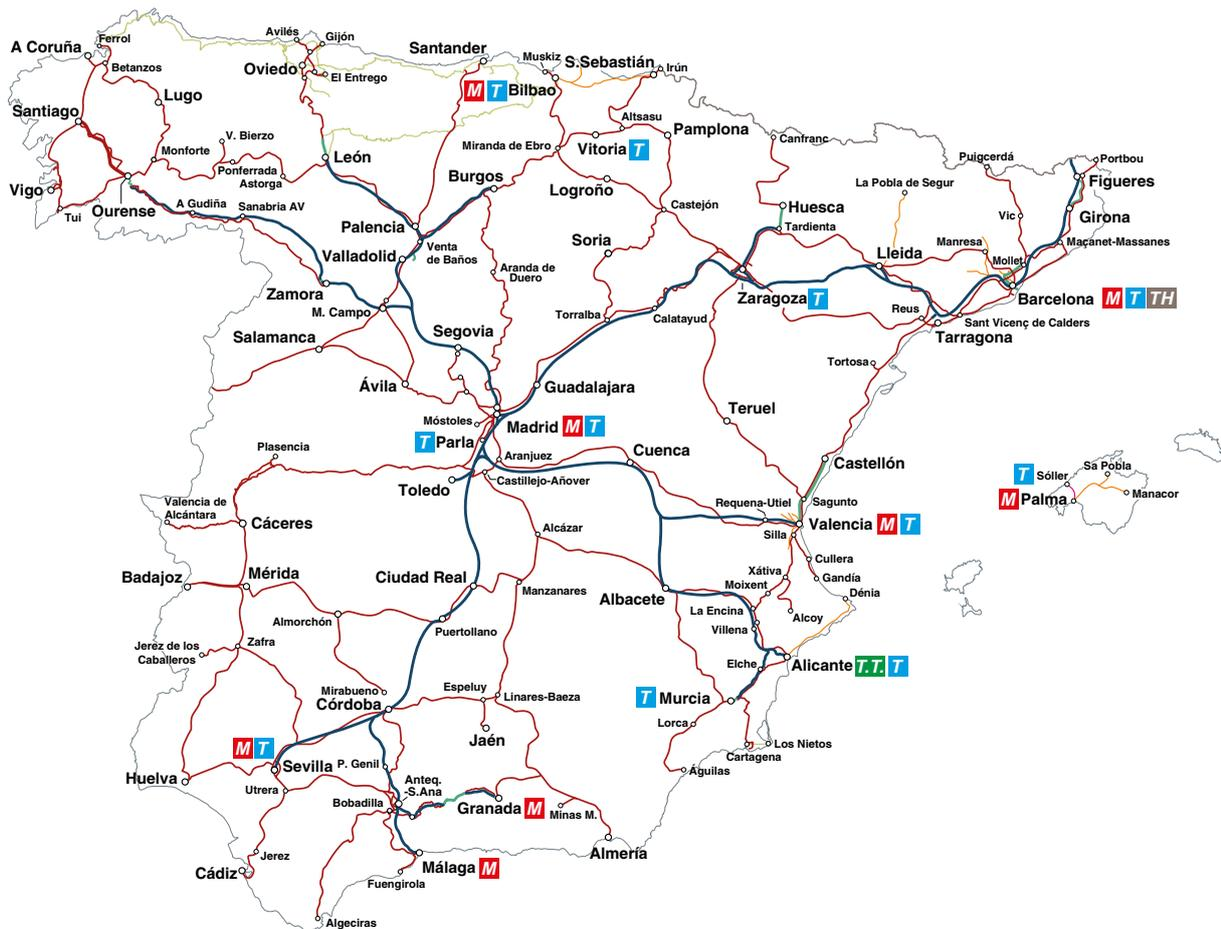 Ferrol
Avilés
Gijón
A Coruña
Santander
Muskiz
S.Sebastián
Irún
Betanzos
Oviedo
El Entrego
M T Bilbao
Lugo
Santiago
Altsasu
Pamplona
V. Bierzo
Miranda de Ebro
Vitoria T
Canfranc
Monforte
León
Puigcerdá
Portbou
Ponferrada
Astorga
Burgos
Logroño
La Pobla de Segur
Figueres
Vigo
Tui
Ourense
A Gudiña
Sanabria AV
Castejón
Huesca
Vic
Girona
Palencia
Tardienta
Soria
Manresa
Maçanet-Massanes
Valladolid
Venta
de Baños
Lleida
Mollet
Aranda de
Duero
Zamora
Zaragoza T
Barcelona M T TH
M. Campo
Torralba
Calatayud
Reus
Sant Vicenç de Calders
Salamanca
Segovia
Tarragona
Tortosa
Ávila
Guadalajara
Teruel
Móstoles
Madrid M T
T Parla
Plasencia
Aranjuez
Cuenca
Castellón
Toledo
Castillejo-Añover
T Sóller
Sa Pobla
M Palma
Manacor
Valencia de
Alcántara
Requena-Utiel
Sagunto
Cáceres
Valencia M T
Alcázar
Silla
Cullera
Badajoz
Mérida
Ciudad Real
Xátiva
Gandía
Manzanares
Moixent
Dénia
Albacete
La Encina
Alcoy
Almorchón
Puertollano
Villena
Jerez de los
Caballeros
Zafra
Elche
Alicante T.T. T
Mirabueno
Espeluy
Linares-Baeza
T Murcia
Córdoba
Lorca
Jaén
Los Nietos
M T
Cartagena
Sevilla
P. Genil
Águilas
Huelva
Utrera
Anteq.
-S.Ana
Bobadilla
Granada M
Minas M.
Jerez
Almería
Cádiz
Málaga M
Fuengirola
Algeciras